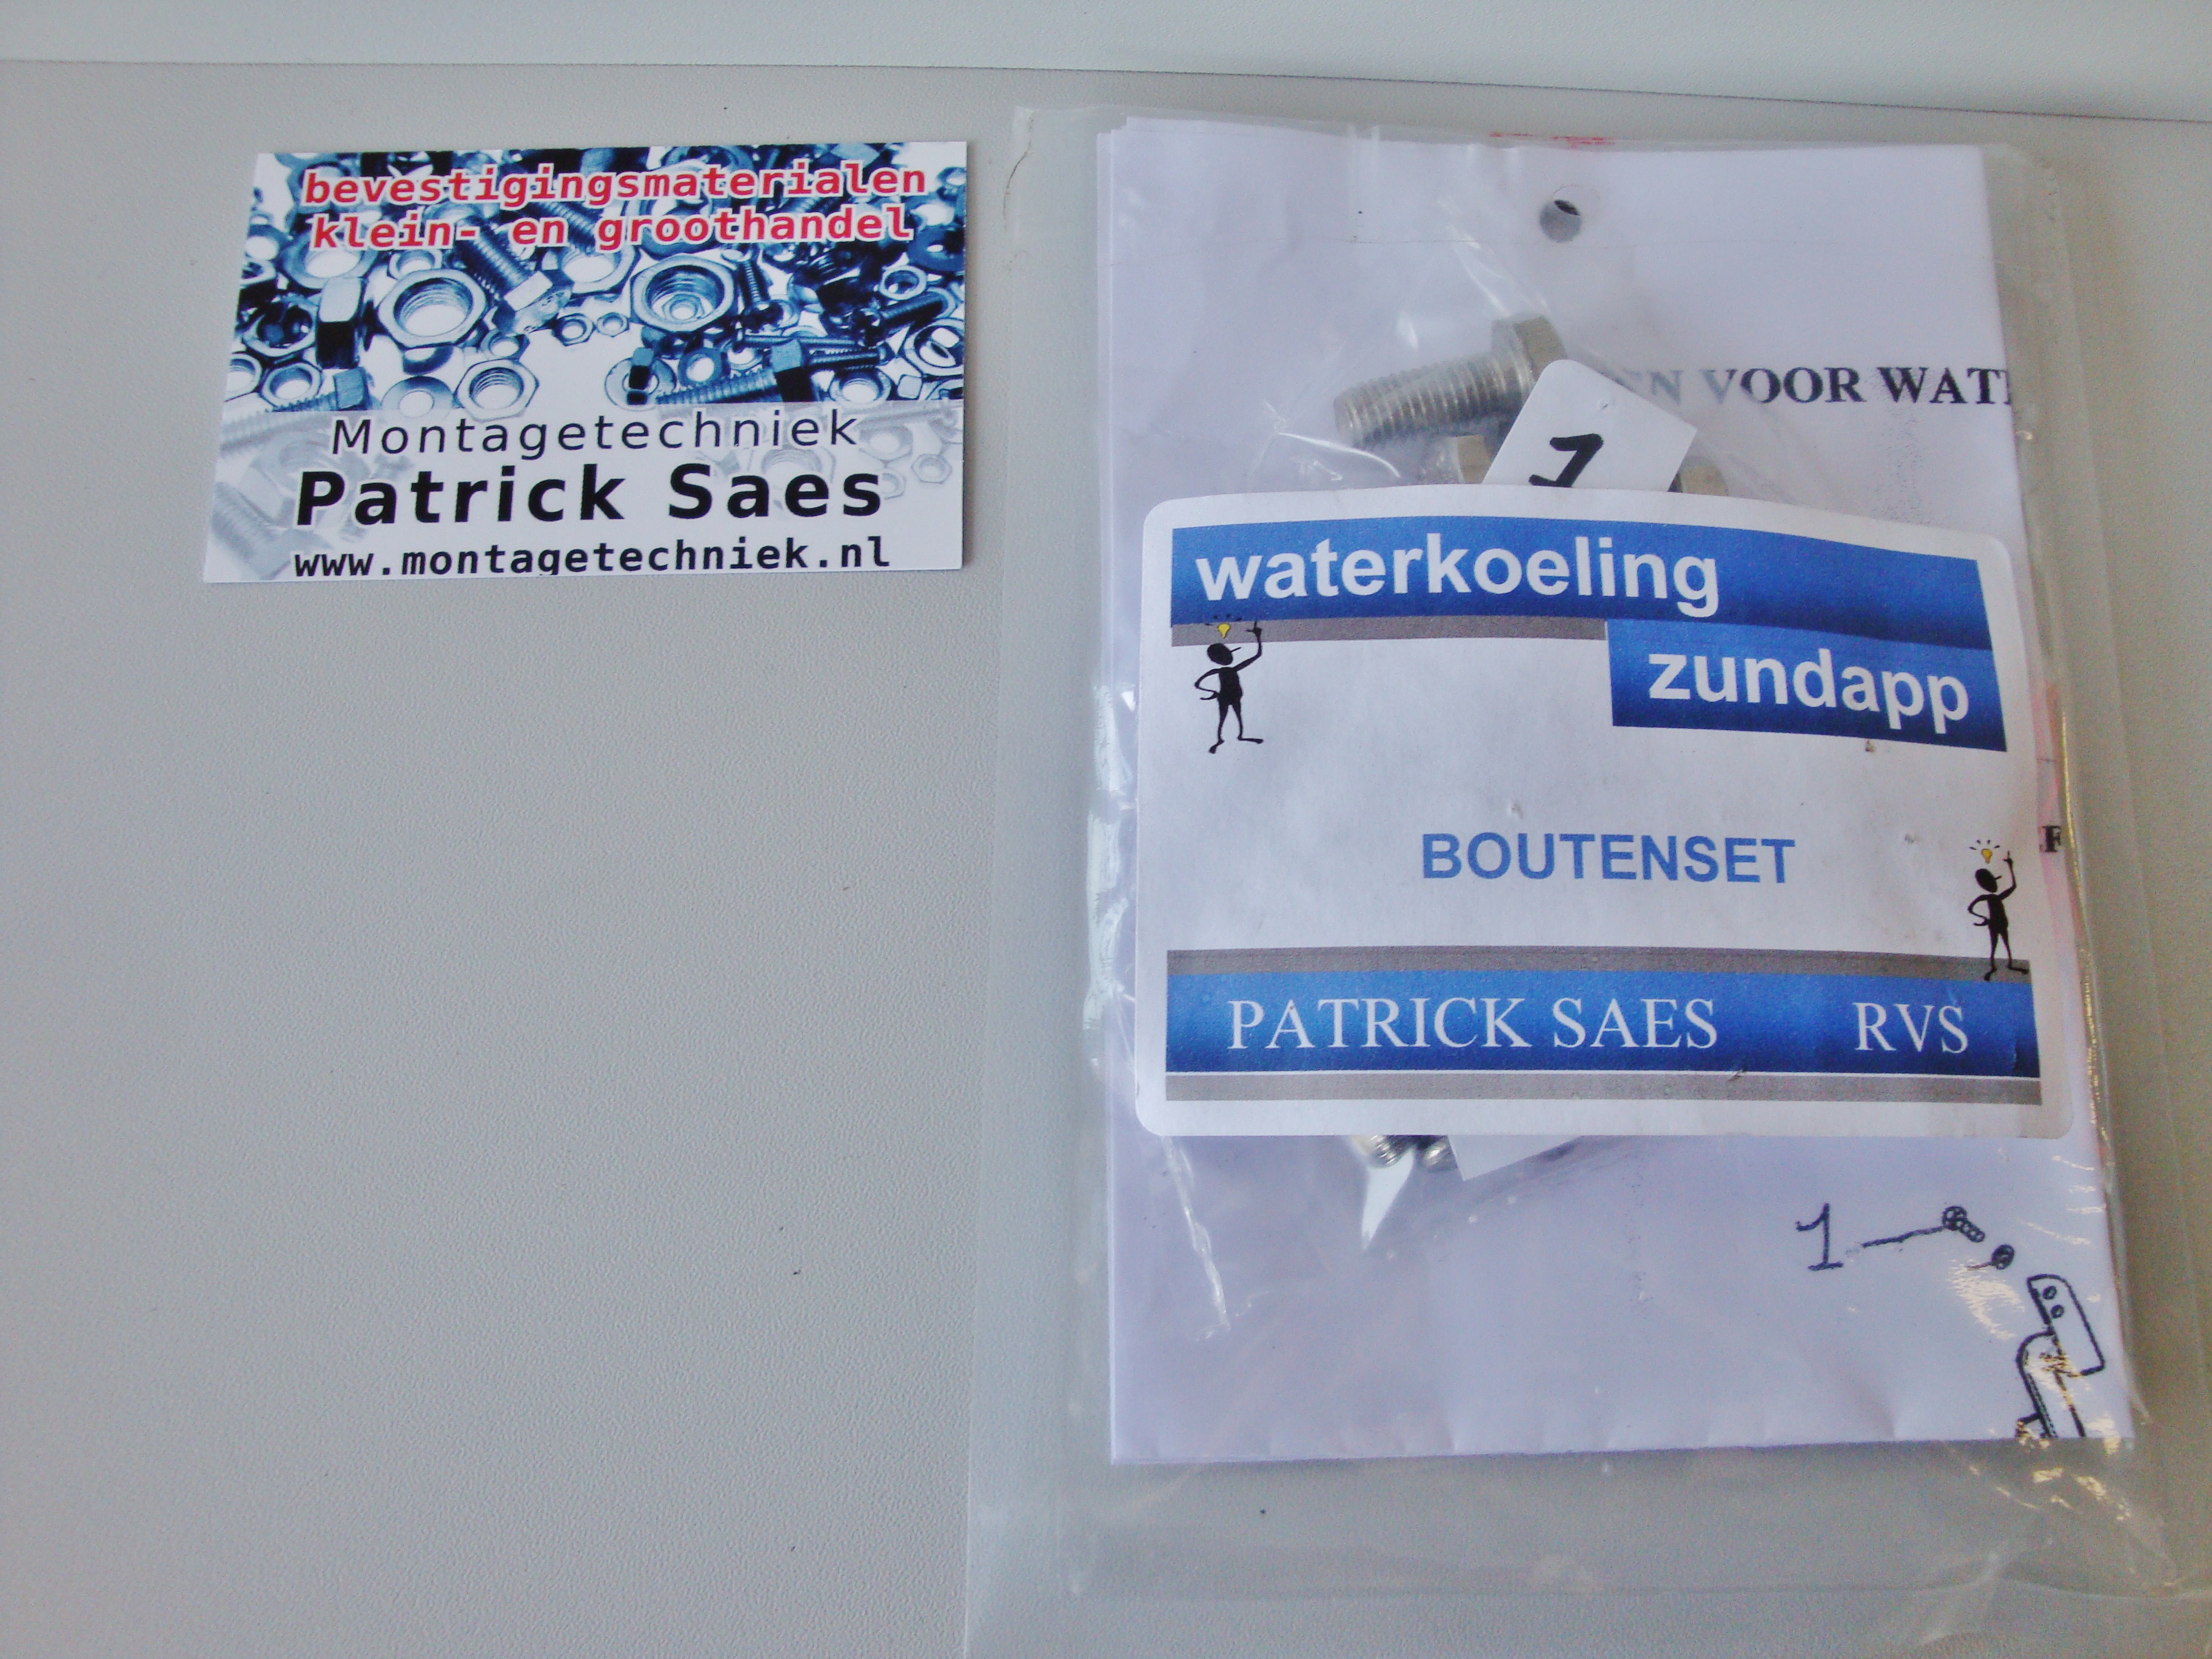 bevestigingsmaterialen
klein- en groothandel
Montagetechniek
Patrick Saes
www.montagetechniek.nl
VOOR
1
waterkoeling
zundapp
BOUTENSET
PATRICK SAES RVS
1